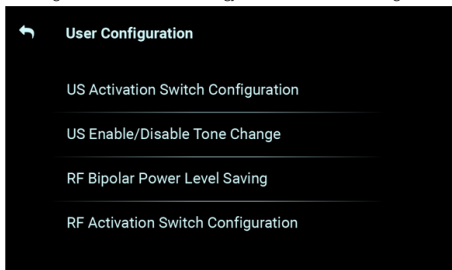 User Configuration
US Activation Switch Configuration
US Enable/Disable Tone Change
RF Bipolar Power Level Saving
RF Activation Switch Configuration